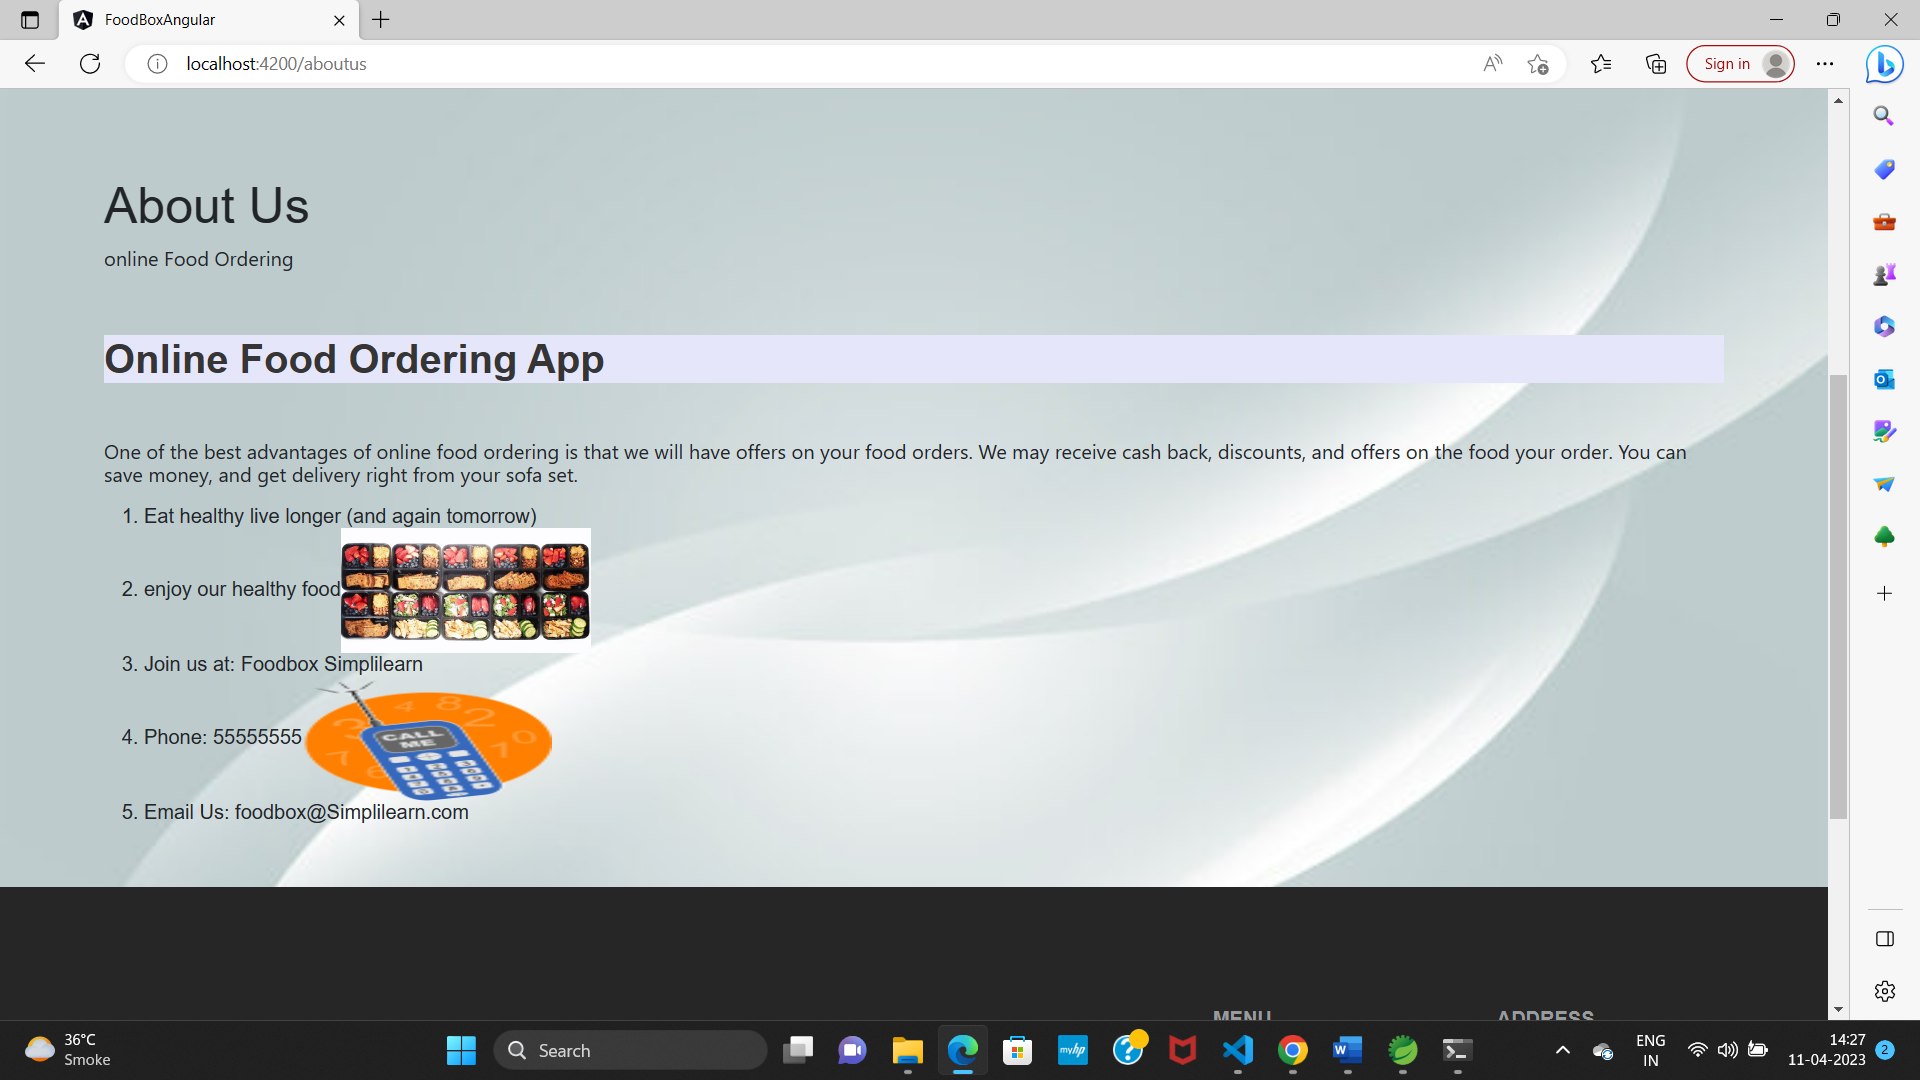 FoodBoxAngular
localhost:4200/aboutus
Sign in
About Us
online Food Ordering
Online Food Ordering App
One of the best advantages of online food ordering is that we will have offers on your food orders. We may receive cash back, discounts, and offers on the food your order. You can
save money, and get delivery right from your sofa set.
1. Eat healthy live longer (and again tomorrow)
2. enjoy our healthy food
3. Join us at: Foodbox Simplilearn
CALL
ME
4. Phone: 55555555
5. Email Us: foodbox@Simplilearn.com
MENU
ADDRESS
36°C
Smoke
Search
myhp
ENG
IN
14:27
11-04-2023
2